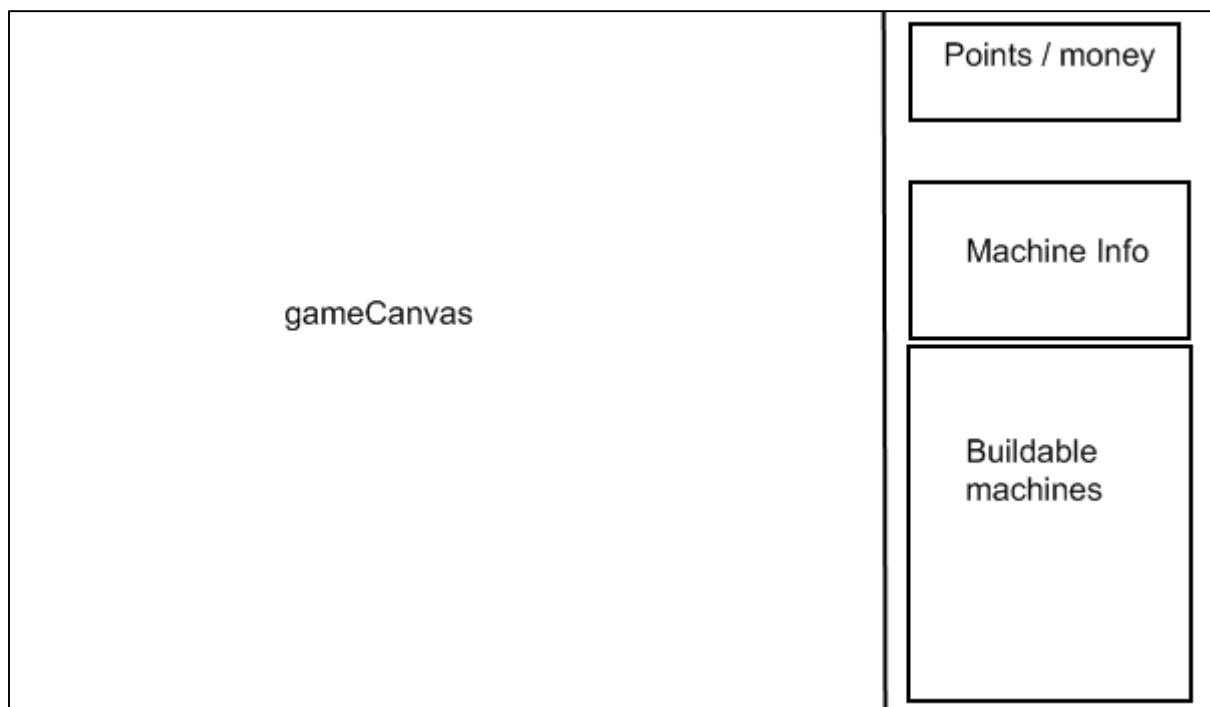 Points / money
Machine Info
gameCanvas
Buildable
machines